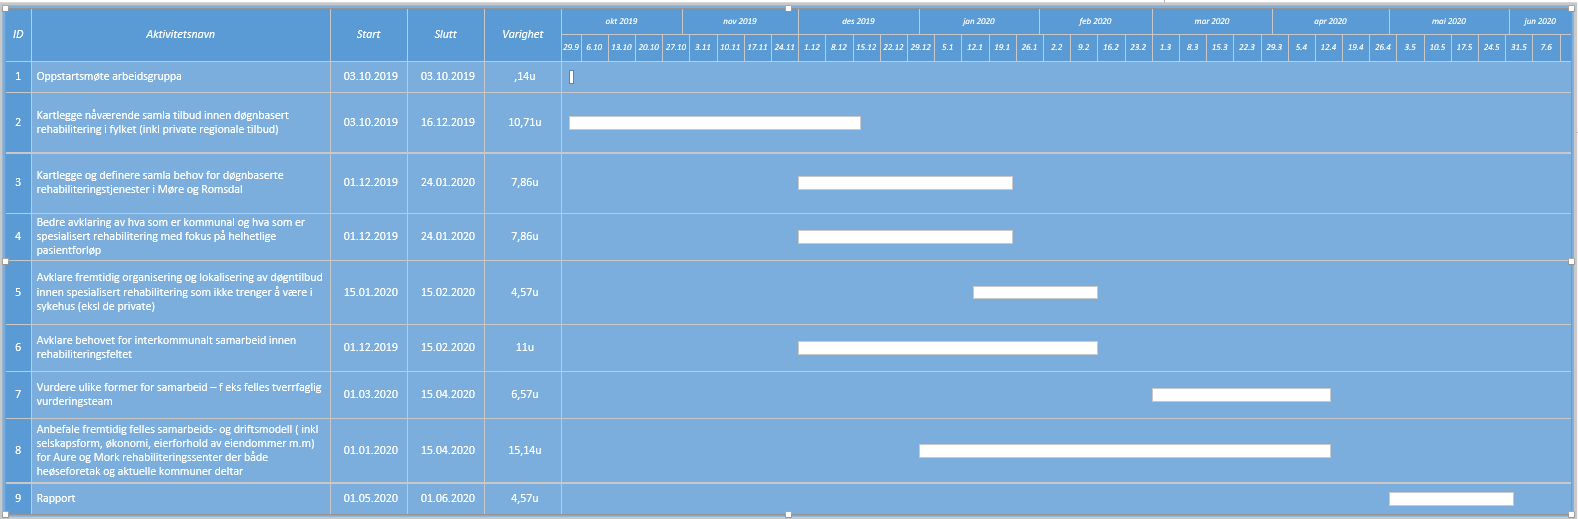 ID Aktivitetsnavn Start Slutt Varighet
okt 2019 nov 2019 des 2019 jan 2020 feb 2020 mar 2020 apr 2020 mai 2020 jun 2020
29.9 6.10 13.10 20.10 27.10 3.11 10.11 17.11 24.11 1.12 8.12 15.12 22.12 29.12 5.1 12.1 19.1 26.1 2.2 9.2 16.2 23.2 1.3 8.3 15.3 22.3 29.3 5.4 12.4 19.4 26.4 3.5 10.5 17.5 24.5 31.5 7.6
1 Oppstartsmøte arbeidsgruppa 03.10.2019 03.10.2019 ,14u
2 Kartlegge nåværende samla tilbud innen døgnbasert
rehabilitering i fylket (inkl private regionale tilbud) 03.10.2019 16.12.2019 10,71u
3 Kartlegge og definere samla behov for døgnbaserte
rehabiliteringstjenester i Møre og Romsdal 01.12.2019 24.01.2020 7,86u
4 Bedre avklaring av hva som er kommunal og hva som er
spesialisert rehabilitering med fokus på helhetlige
pasientforløp 01.12.2019 24.01.2020 7,86u
5 Avklare fremtidig organisering og lokalisering av døgntilbud
innen spesialisert rehabilitering som ikke trenger å være i
sykehus (eksl de private) 15.01.2020 15.02.2020 4,57u
6 Avklare behovet for interkommunalt samarbeid innen
rehabiliteringsfeltet 01.12.2019 15.02.2020 11u
7 Vurdere ulike former for samarbeid – f eks felles tverrfaglig
vurderingsteam 01.03.2020 15.04.2020 6,57u
8 Anbefale fremtidig felles samarbeids- og driftsmodell ( inkl
selskapsform, økonomi, eierforhold av eiendommer m.m)
for Aure og Mork rehabiliteringssenter der både
heøseforetak og aktuelle kommuner deltar 01.01.2020 15.04.2020 15,14u
9 Rapport 01.05.2020 01.06.2020 4,57u